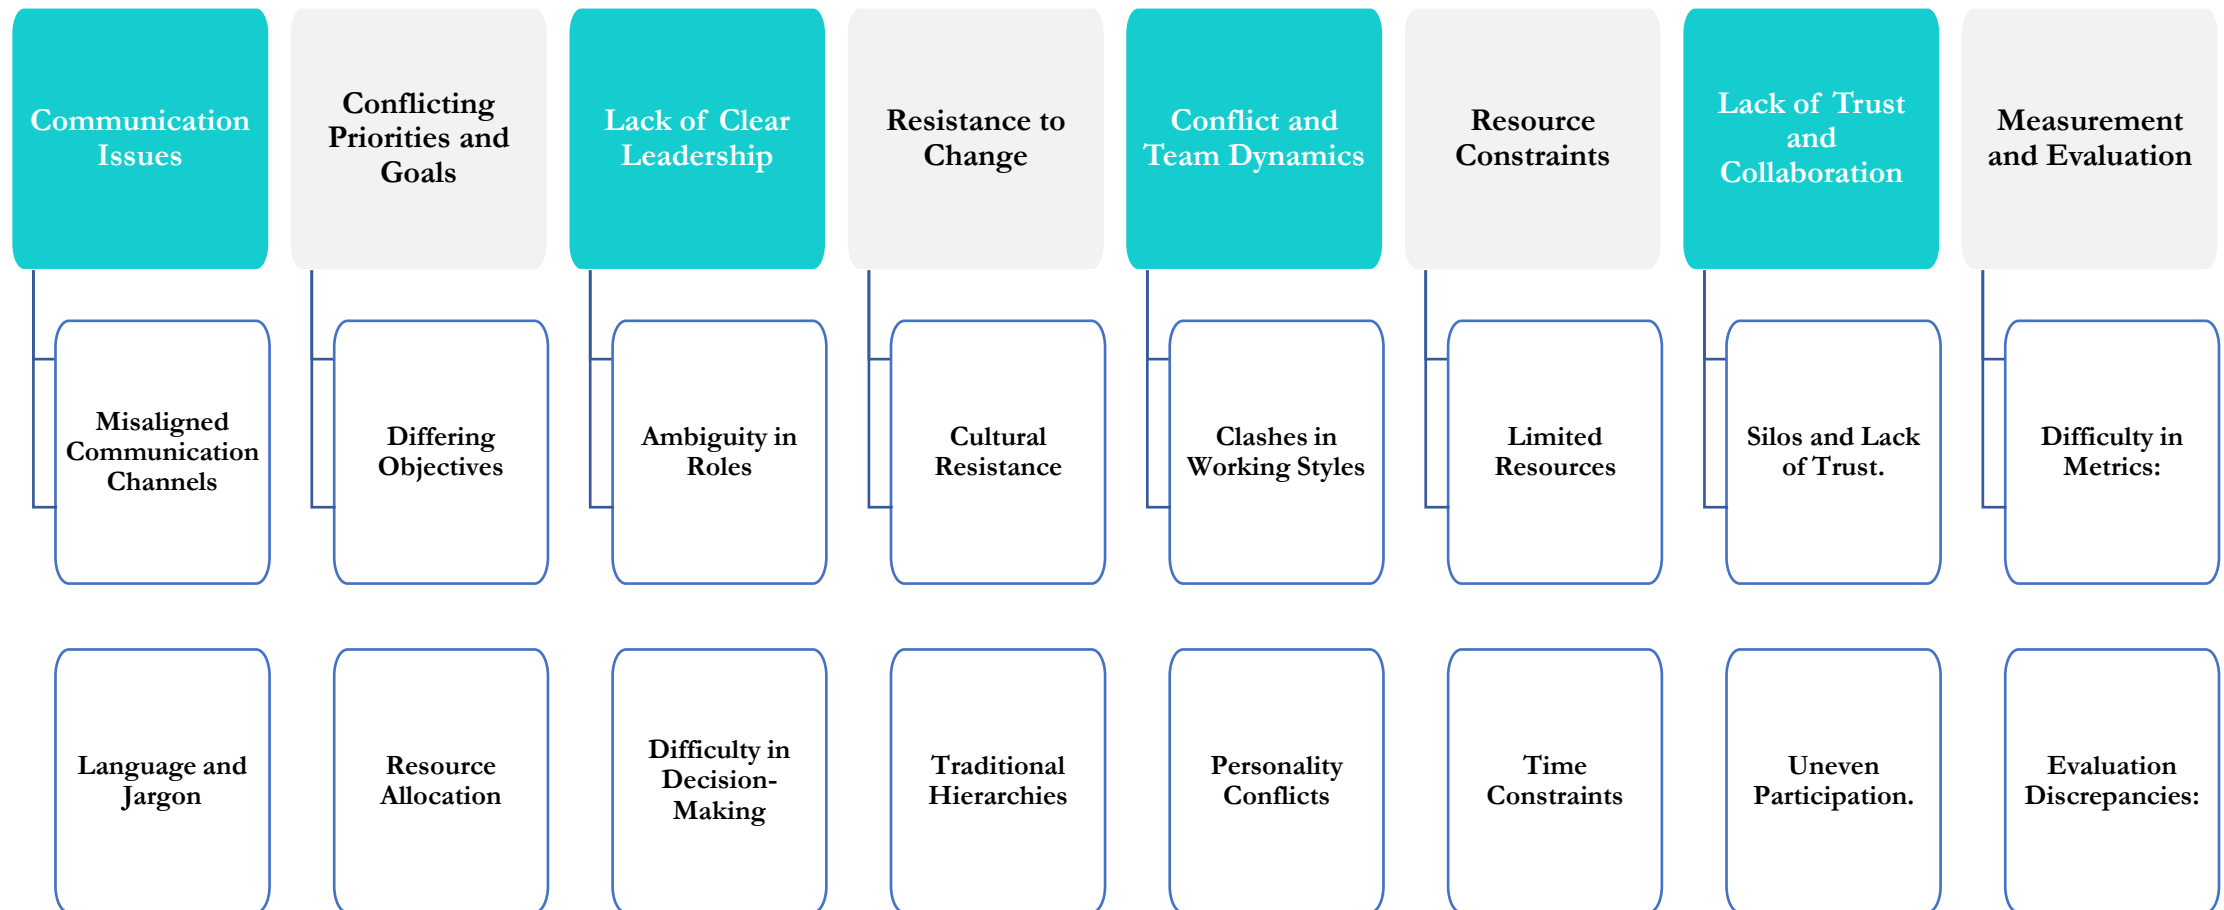 Communication
Issues
Conflicting
Priorities and
Goals
Lack of Clear
Leadership
Resistance to
Change
Conflict and
Team Dynamics
Resource
Constraints
Lack of Trust
and
Collaboration
Measurement
and Evaluation
Misaligned
Communication
Channels
Differing
Objectives
Ambiguity in
Roles
Cultural
Resistance
Clashes in
Working Styles
Limited
Resources
Silos and Lack
of Trust.
Difficulty in
Metrics:
Language and
Jargon
Resource
Allocation
Difficulty in
Decision-
Making
Traditional
Hierarchies
Personality
Conflicts
Time
Constraints
Uneven
Participation.
Evaluation
Discrepancies: